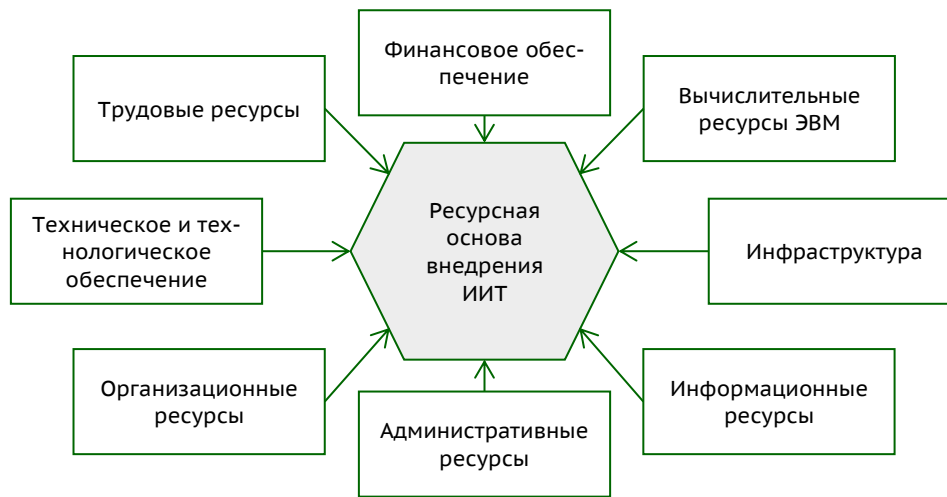 Финансовое обес-
печение
Трудовые ресурсы
Вычислительные
ресурсы ЭВМ
Техническое и тех-
нологическое
обеспечение
Ресурсная
основа
внедрения
ИИТ
Инфраструктура
Организационные
ресурсы
Административные
ресурсы
Информационные
ресурсы